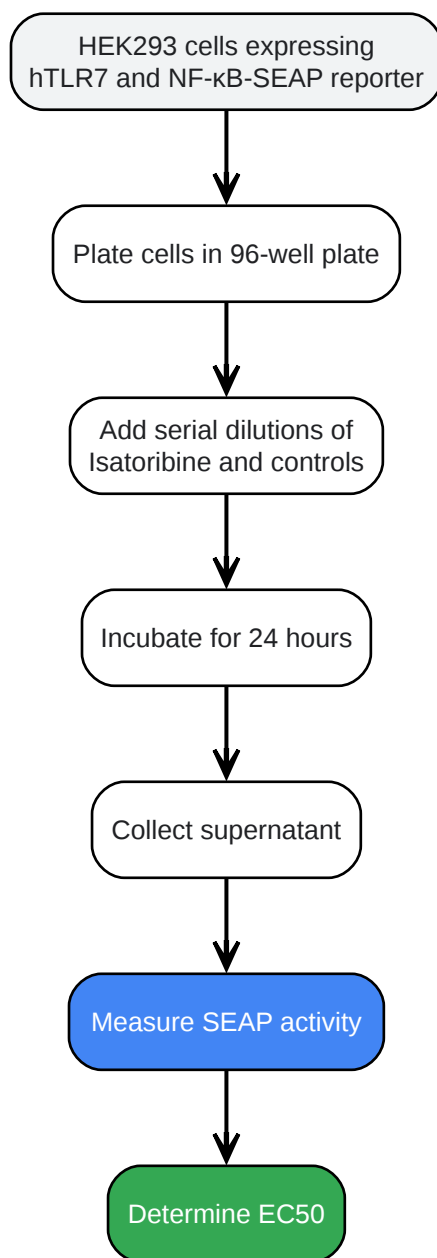 HEK293 cells expressing
hTLR7 and NF-κB-SEAP reporter
Plate cells in 96-well plate
Add serial dilutions of
Isatoribine and controls
Incubate for 24 hours
Collect supernatant
Measure SEAP activity
Determine EC50